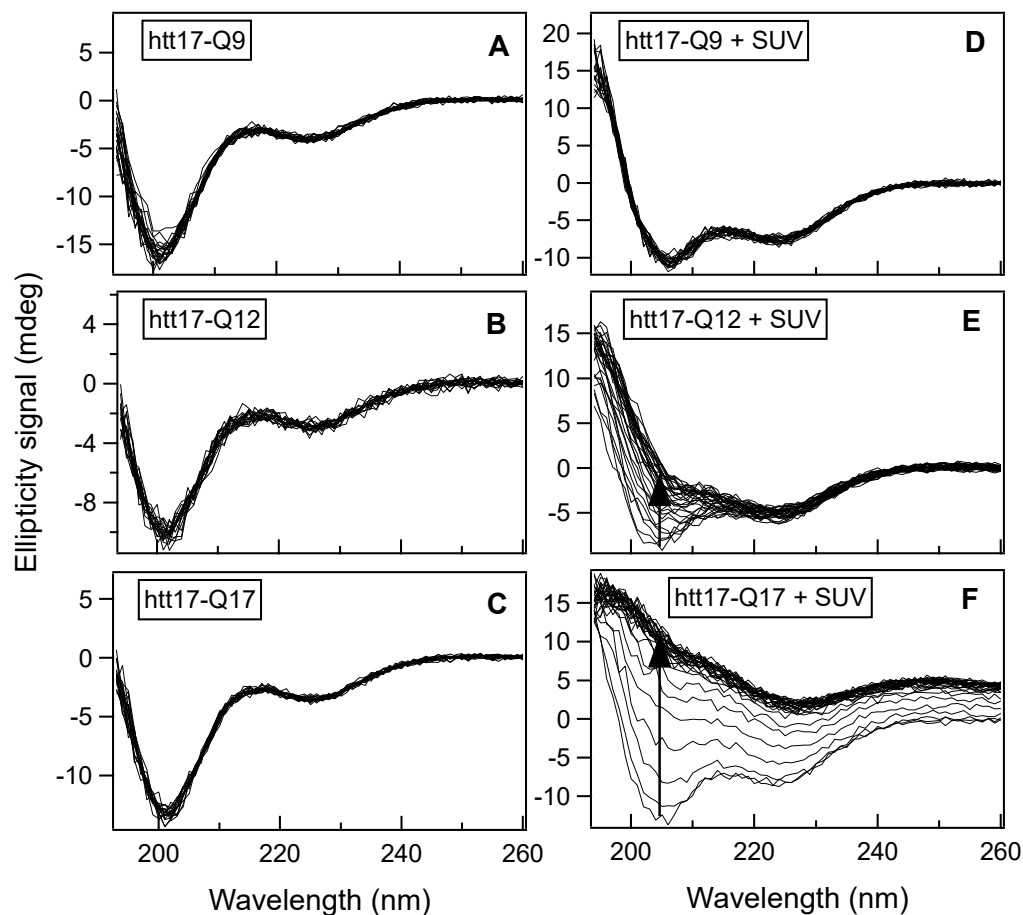 htt17-Q9
A
5
0
-5
-10
-15
htt17-Q9 + SUV
D
20
15
10
5
0
-5
-10
htt17-Q12
B
4
0
-4
-8
htt17-Q12 + SUV
E
15
10
5
0
-5
Ellipticity signal (mdeg)
htt17-Q17
C
5
0
-5
-10
200
220
240
260
Wavelength (nm)
htt17-Q17 + SUV
F
15
10
5
0
-5
-10
200
220
240
260
Wavelength (nm)